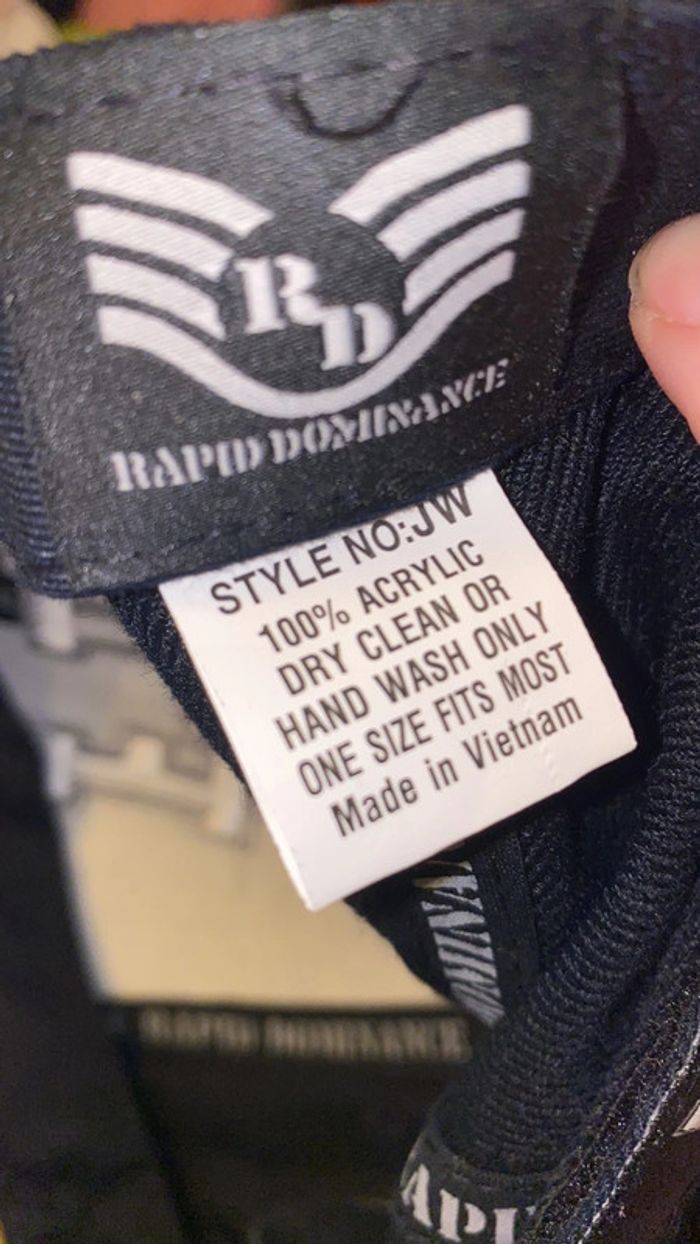 RD
RAPID DOMINANCE
STYLE NO:JW
100% ACRYLIC
DRY CLEAN OR
HAND WASH ONLY
ONE SIZE FITS MOST
Made in Vietnam
RAPID DOMINANCE